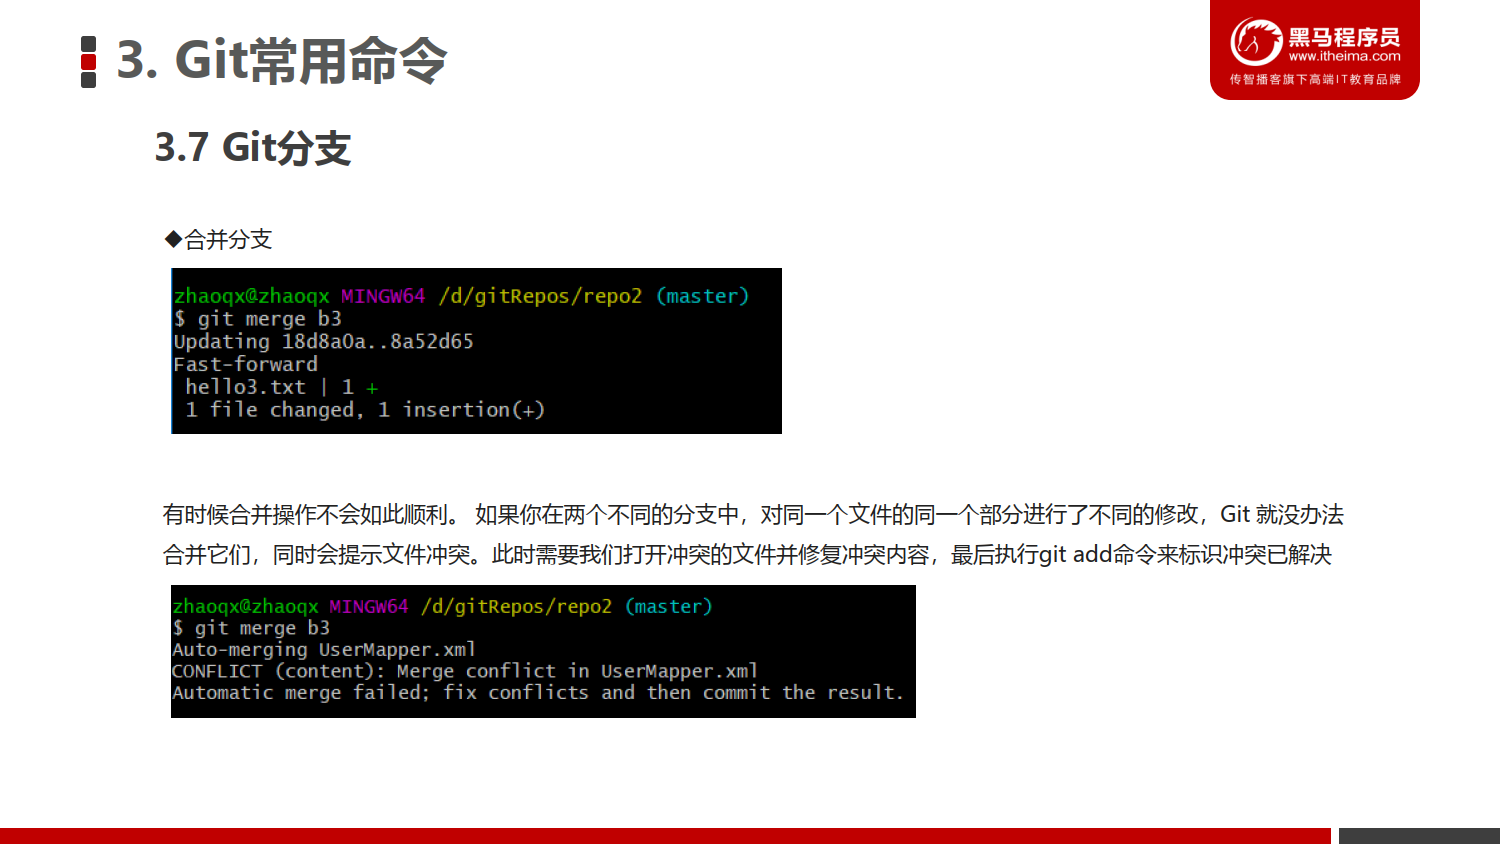 3. Git常用命令
黑马程序员
www.itheima.com
传智播客旗下高端IT教育品牌
3.7 Git分支
◆合并分支
zhaoqx@zhaoqx MINGW64 /d/gitRepos/repo2 (master)
$ git merge b3
Updating 18d8a0a..8a52d65
Fast-forward
 hello3.txt | 1 +
 1 file changed, 1 insertion(+)
有时候合并操作不会如此顺利。 如果你在两个不同的分支中，对同一个文件的同一个部分进行了不同的修改，Git 就没办法
合并它们，同时会提示文件冲突。此时需要我们打开冲突的文件并修复冲突内容，最后执行git add命令来标识冲突已解决
zhaoqx@zhaoqx MINGW64 /d/gitRepos/repo2 (master)
$ git merge b3
Auto-merging UserMapper.xml
CONFLICT (content): Merge conflict in UserMapper.xml
Automatic merge failed; fix conflicts and then commit the result.